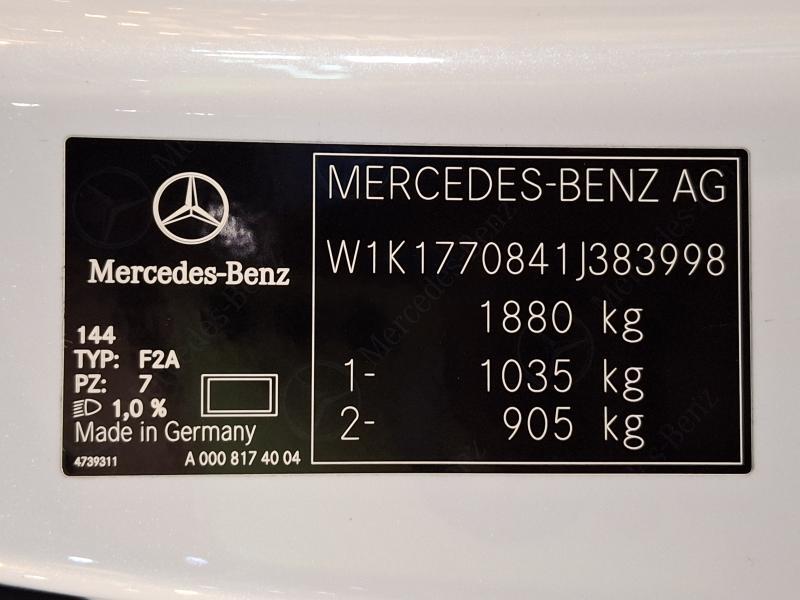 Mercedes-Benz
144
TYP: F2A
PZ: 7
1,0 %
Made in Germany
4739311 A 000 817 40 04
MERCEDES-BENZ AG
W1K1770841J383998
1880 kg
1- 1035 kg
2- 905 kg